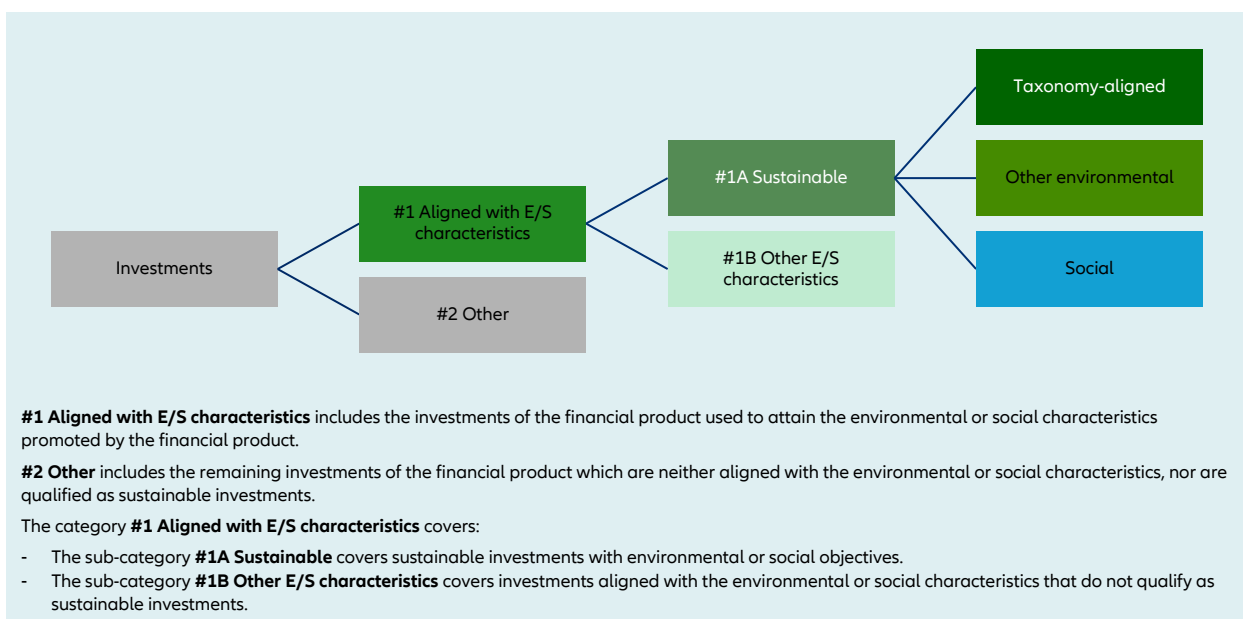 Taxonomy-aligned
#1A Sustainable
Other environmental
#1 Aligned with E/S
characteristics
#1B Other E/S
characteristics
Investments
Social
#2 Other
#1 Aligned with E/S characteristics includes the investments of the financial product used to attain the environmental or social characteristics
promoted by the financial product.
#2 Other includes the remaining investments of the financial product which are neither aligned with the environmental or social characteristics, nor are
qualified as sustainable investments.
The category #1 Aligned with E/S characteristics covers:
- The sub-category #1A Sustainable covers sustainable investments with environmental or social objectives.
- The sub-category #1B Other E/S characteristics covers investments aligned with the environmental or social characteristics that do not qualify as
sustainable investments.